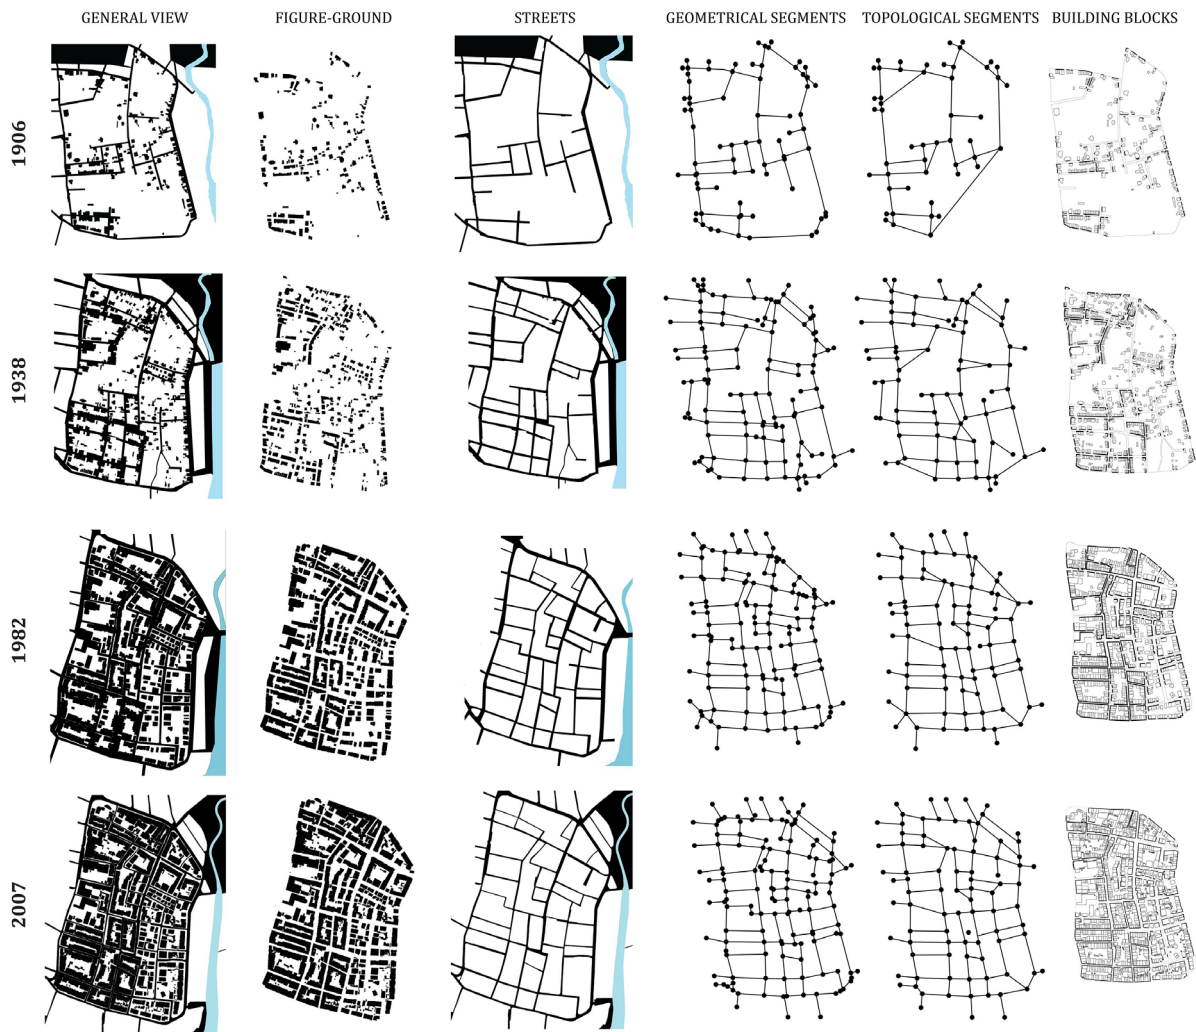 GENERAL VIEW
FIGURE-GROUND
STREETS
GEOMETRICAL SEGMENTS
TOPOLOGICAL SEGMENTS
BUILDING BLOCKS
1906
1938
1982
2007